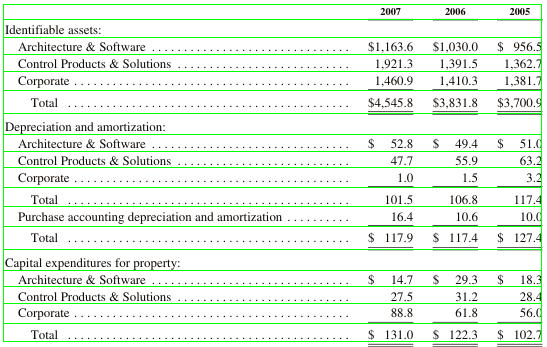 2007 2006 2005
Identifiable assets:
Architecture & Software .............................. $1,163.6 $1,030.0 $ 956.5
Control Products & Solutions .......................... 1,921.3 1,391.5 1,362.7
Corporate .......................................... 1,460.9 1,410.3 1,381.7
Total ............................................ $4,545.8 $3,831.8 $3,700.9
Depreciation and amortization:
Architecture & Software .............................. $ 52.8 $ 49.4 $ 51.0
Control Products & Solutions .......................... 47.7 55.9 63.2
Corporate .......................................... 1.0 1.5 3.2
Total ............................................ 101.5 106.8 117.4
Purchase accounting depreciation and amortization .......... 16.4 10.6 10.0
Total ............................................ $ 117.9 $ 117.4 $ 127.4
Capital expenditures for property:
Architecture & Software .............................. $ 14.7 $ 29.3 $ 18.3
Control Products & Solutions .......................... 27.5 31.2 28.4
Corporate .......................................... 88.8 61.8 56.0
Total ............................................ $ 131.0 $ 122.3 $ 102.7